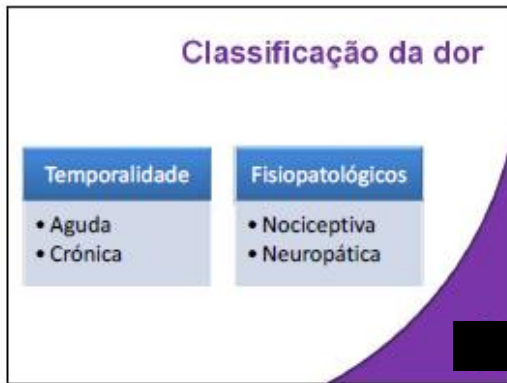 Classificação da dor
Temporalidade
• Aguda
• Crónica
Fisiopatológicos
• Nociceptiva
• Neuropática